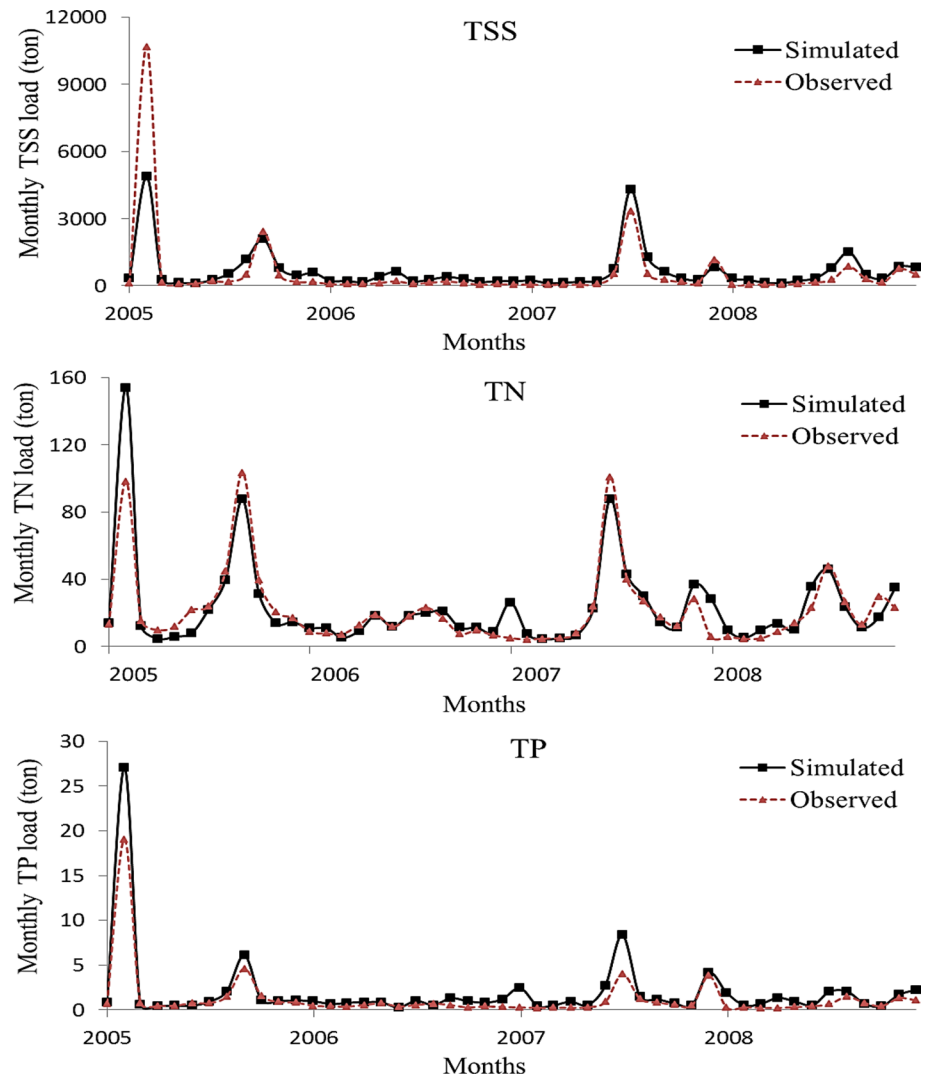 TSS
Simulated
Observed
Monthly TSS load (ton)
12000
9000
6000
3000
0
2005 2006 2007 2008
Months
TN
Simulated
Observed
Monthly TN load (ton)
160
120
80
40
0
2005 2006 2007 2008
Months
TP
Simulated
Observed
Monthly TP load (ton)
30
25
20
15
10
5
0
2005 2006 2007 2008
Months